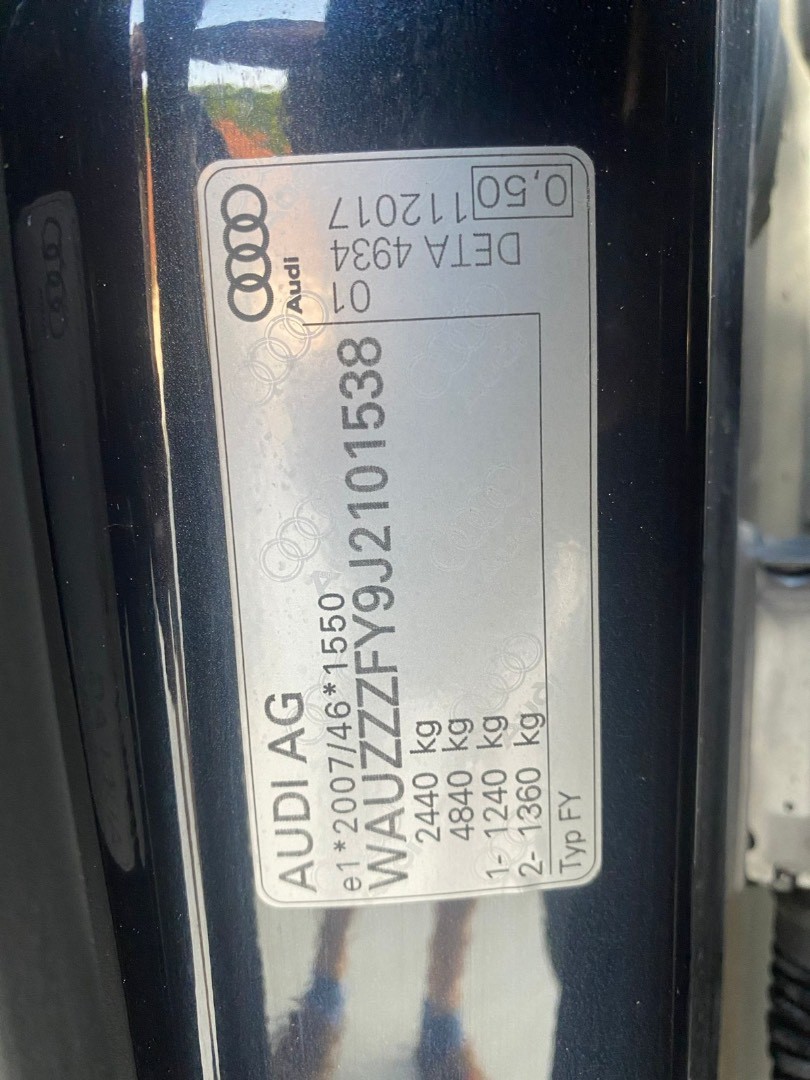 AUDI AG
e1*2007/46*1550
WAUZZZFY9J2101538
2440 kg
4840 kg
1- 1240 kg
2- 1360 kg
Typ FY
Audi
01
DETA 4934
112017
0,50